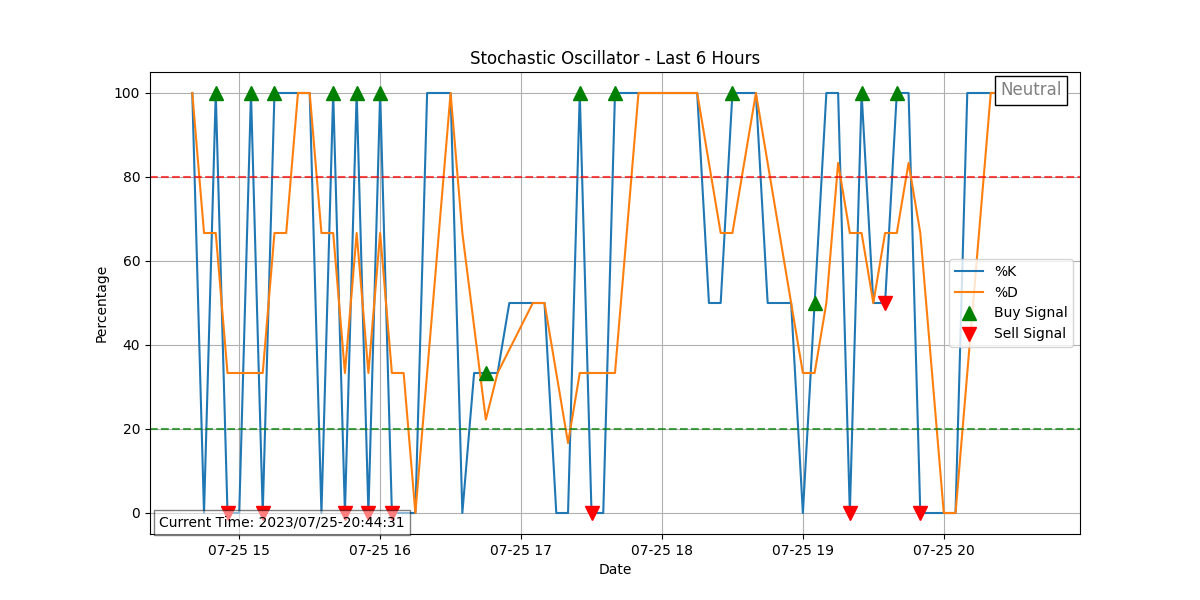 Stochastic Oscillator - Last 6 Hours
Neutral
100
80
60
40
20
0
Percentage
%K
%D
Buy Signal
Sell Signal
Current Time: 2023/07/25-20:44:31
07-25 15 07-25 16 07-25 17 07-25 18 07-25 19 07-25 20
Date